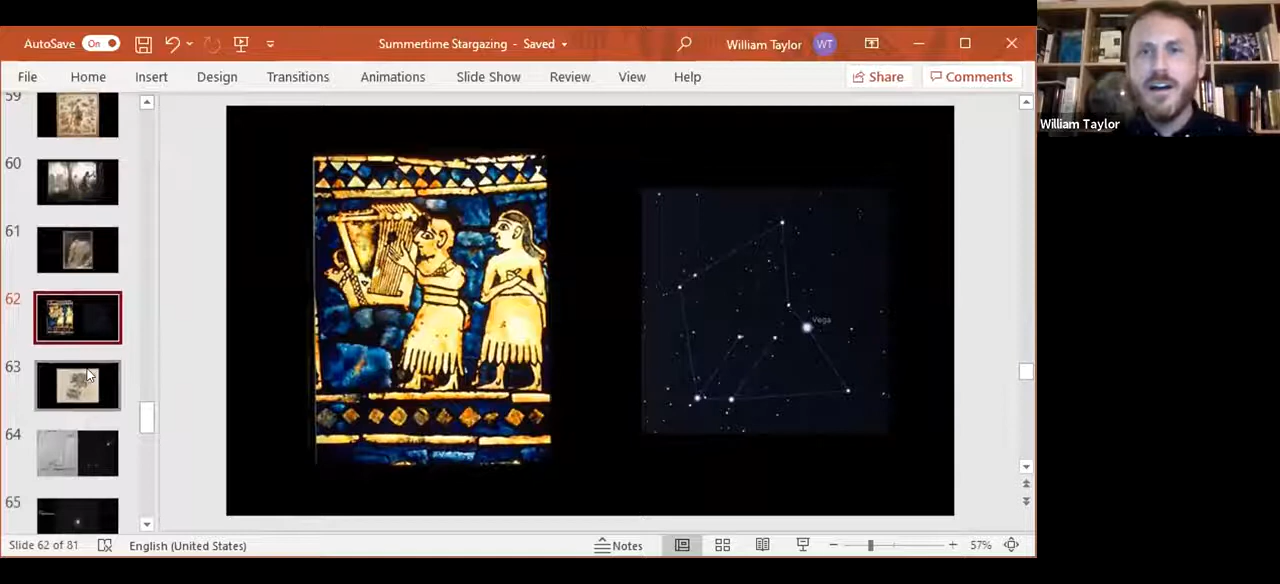 AutoSave On Summertime Stargazing - Saved William Taylor WT
File Home Insert Design Transitions Animations Slide Show Review View Help Share Comments
William Taylor
59
60
61
62
63
64
65
Vega
Slide 62 of 81 English (United States) Notes 57%